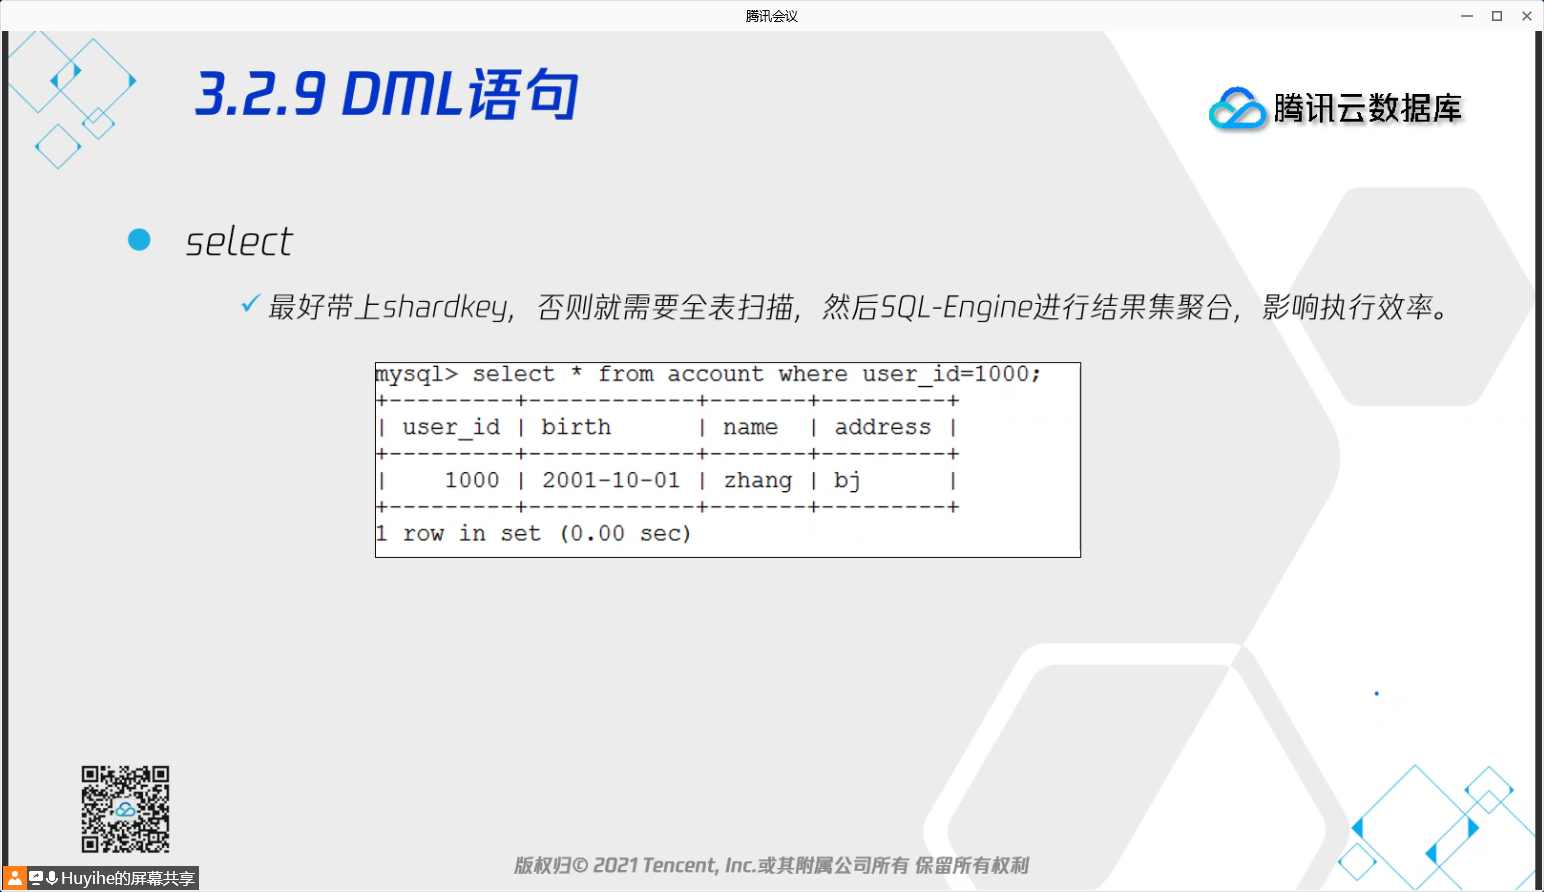 腾讯会议
3.2.9 DML语句
腾讯云数据库
select
最好带上shardkey，否则就需要全表扫描，然后SQL-Engine进行结果集聚合，影响执行效率。
mysql> select * from account where user_id=1000;
+---------+------------+-------+---------+
| user_id | birth      | name  | address |
+---------+------------+-------+---------+
|    1000 | 2001-10-01 | zhang | bj      |
+---------+------------+-------+---------+
1 row in set (0.00 sec)
版权归© 2021 Tencent, Inc.或其附属公司所有 保留所有权利
Huyihe的屏幕共享